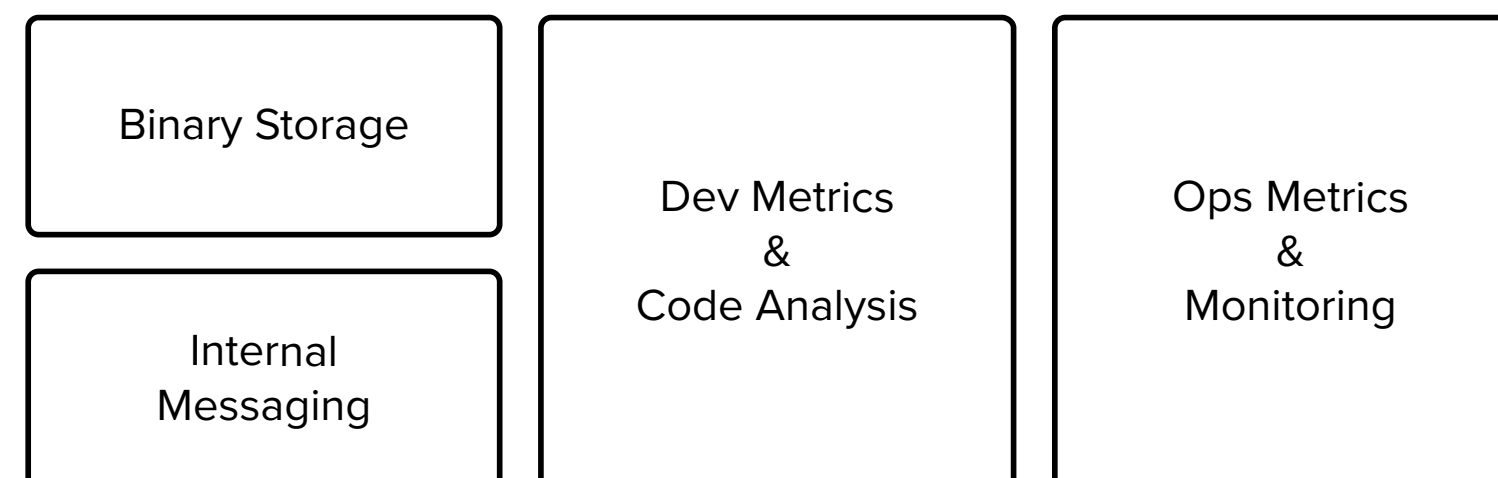 Binary Storage
Internal
Messaging
Dev Metrics
&
Code Analysis
Ops Metrics
&
Monitoring